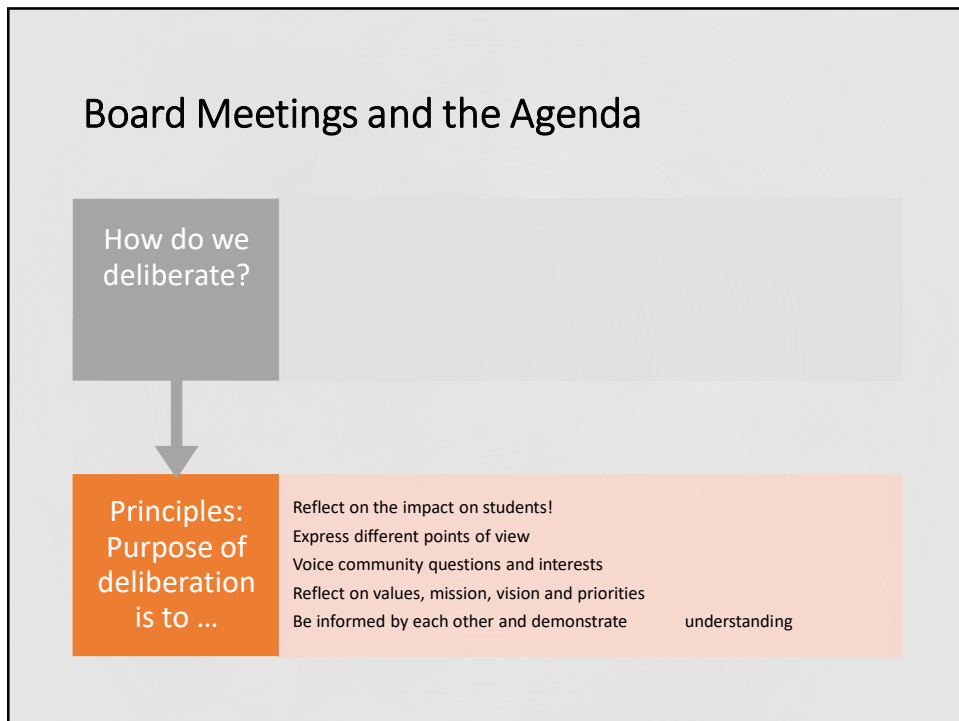 Board Meetings and the Agenda
How do we
deliberate?
Principles:
Purpose of
deliberation
is to ...
Reflect on the impact on students!
Express different points of view
Voice community questions and interests
Reflect on values, mission, vision and priorities
Be informed by each other and demonstrate understanding